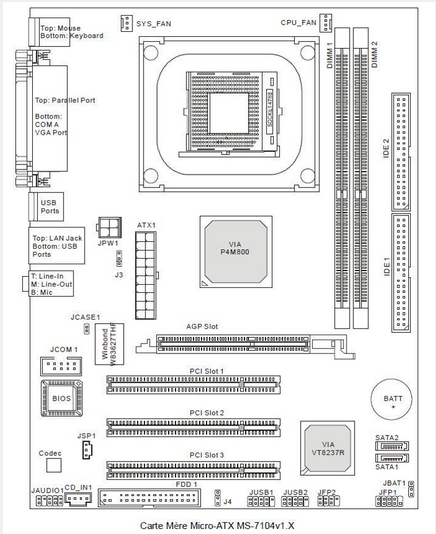 SYS_FAN
CPU_FAN
Top: Mouse
Bottom: Keyboard
DIMM 1
DIMM 2
Top: Parallel Port
Bottom:
COM A
VGA Port
SOCKET478
IDE 2
USB
Ports
JPW1
ATX1
VIA
P4M800
Top: LAN Jack
Bottom: USB
Ports
J3
IDE1
T: Line-In
M: Line-Out
B: Mic
JCASE1
Winbond
W83627THF
AGP Slot
JCOM 1
PCI Slot 1
BIOS
BATT
+
PCI Slot 2
JSP1
VIA
VT8237R
SATA2
Codec
PCI Slot 3
SATA1
JBAT1
JAUDIO1
CD_IN1
FDD 1
J4
JUSB1
JUSB2
JFP2
JFP1
Carte Mère Micro-ATX MS-7104v1.X